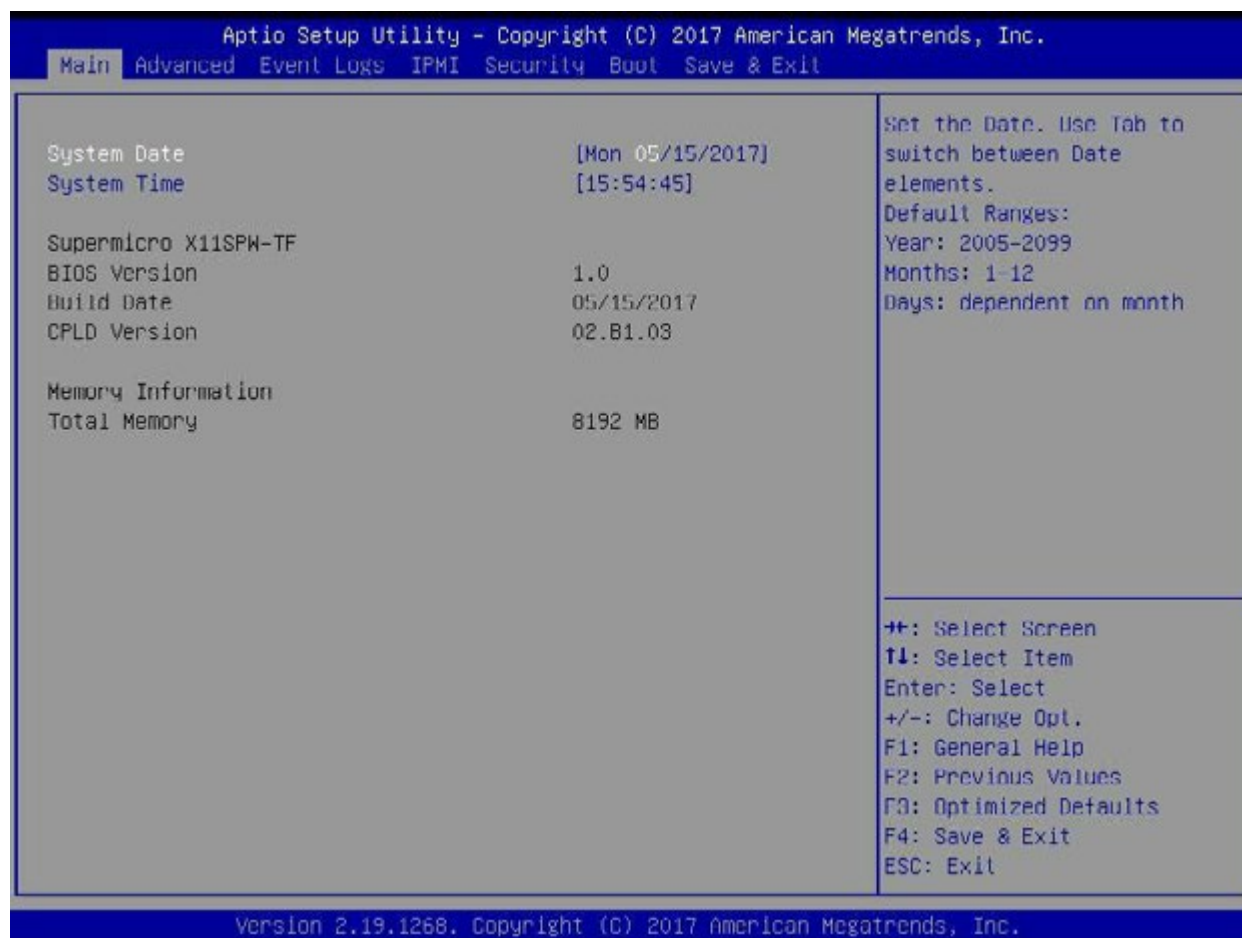 Aptio Setup Utility - Copyright (C) 2017 American Megatrends, Inc.
Main Advanced Event Logs IPMI Security Boot Save & Exit
System Date [Mon 05/15/2017]
System Time [15:54:45]
Supermicro X11SPW-TF
BIOS Version 1.0
Build Date 05/15/2017
CPLD Version 02.B1.03
Memory Information
Total Memory 8192 MB
Set the Date. Use Tab to
switch between Date
elements.
Default Ranges:
Year: 2005-2099
Months: 1-12
Days: dependent on month
→←: Select Screen
↑↓: Select Item
Enter: Select
+/-: Change Opt.
F1: General Help
F2: Previous Values
F3: Optimized Defaults
F4: Save & Exit
ESC: Exit
Version 2.19.1268. Copyright (C) 2017 American Megatrends, Inc.